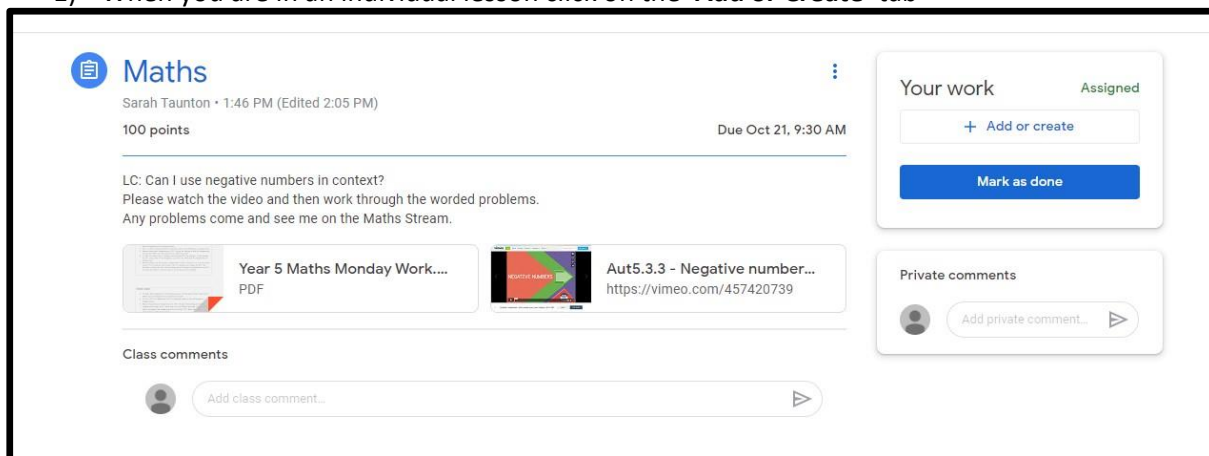 Maths
Sarah Taunton • 1:46 PM (Edited 2:05 PM)
100 points
Due Oct 21, 9:30 AM
LC: Can I use negative numbers in context?
Please watch the video and then work through the worded problems.
Any problems come and see me on the Maths Stream.
Year 5 Maths Monday Work....
PDF
NEGATIVE NUMBERS
Aut5.3.3 - Negative number...
https://vimeo.com/457420739
Class comments
Add class comment...
Your work
Assigned
+ Add or create
Mark as done
Private comments
Add private comment...